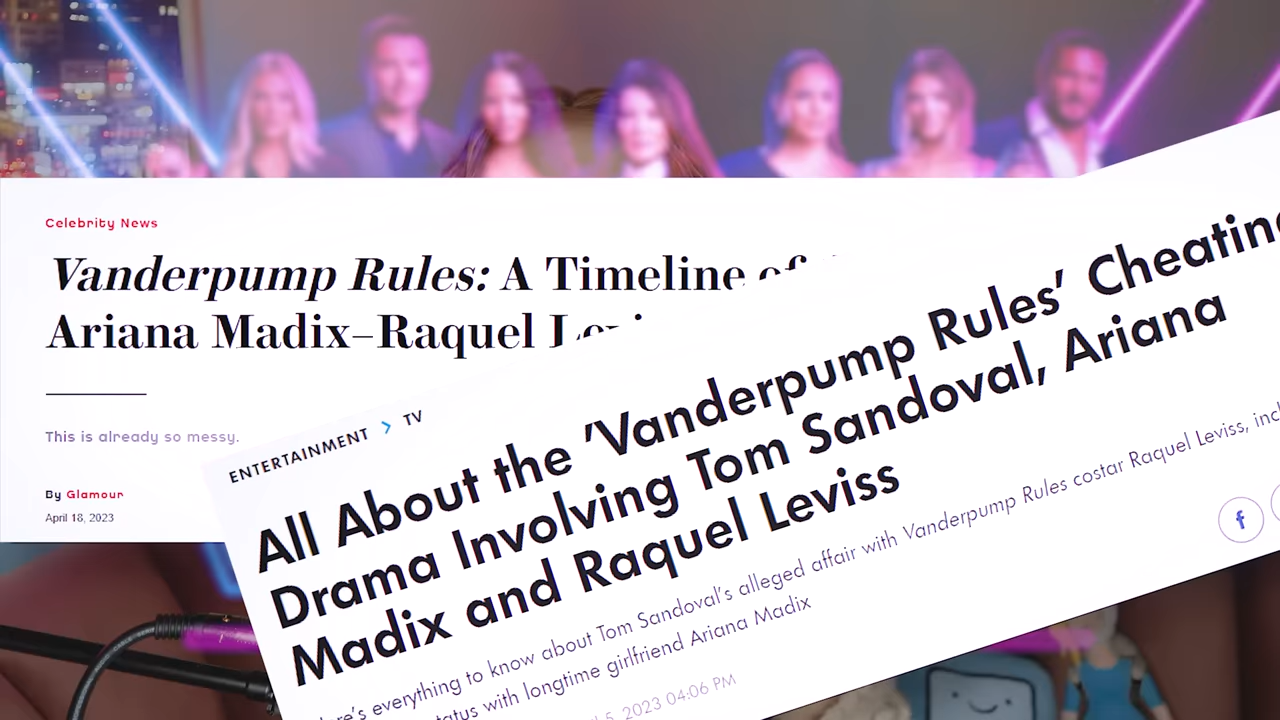 Celebrity News
Vanderpump Rules: A Timeline of
Ariana Madix–Raquel
This is already so messy.
By Glamour
April 18, 2023
ENTERTAINMENT > TV
All About the 'Vanderpump Rules' Cheating
Drama Involving Tom Sandoval, Ariana
Madix and Raquel Leviss
everything to know about Tom Sandoval's alleged affair with Vanderpump Rules costar Raquel Leviss,
with longtime girlfriend Ariana Madix
5, 2023 04:06 PM
f